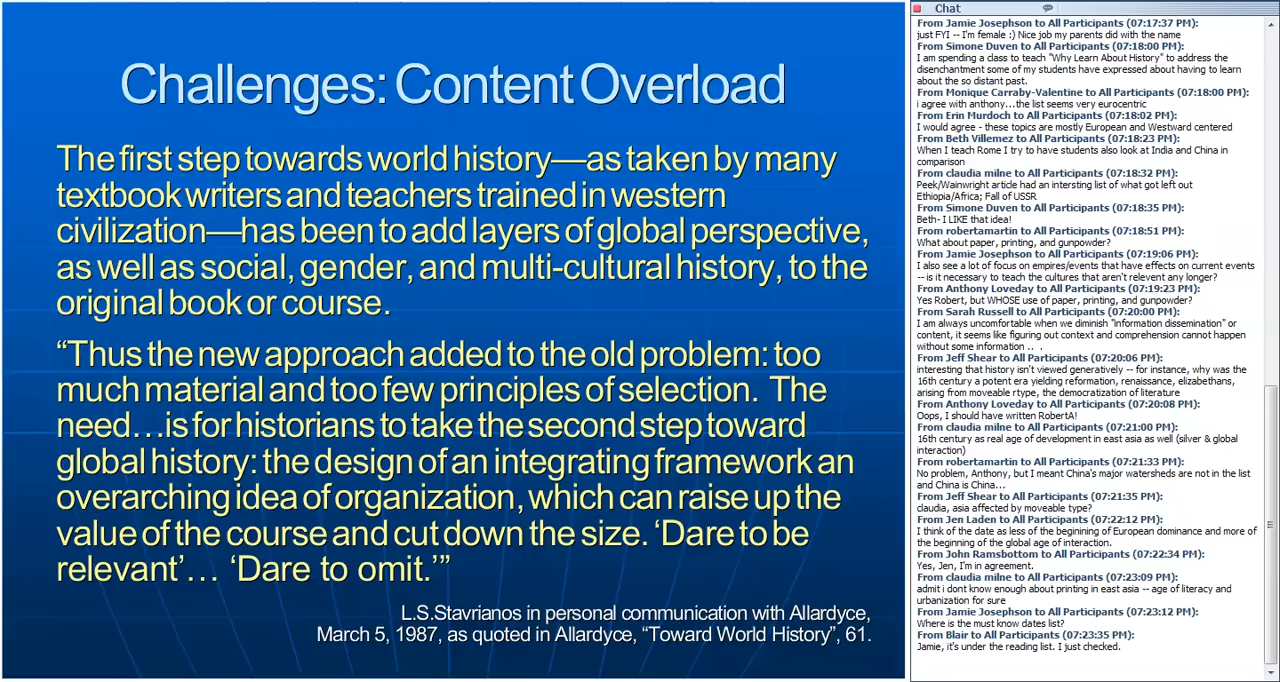 Challenges: Content Overload
The first step towards world history—as taken by many
textbook writers and teachers trained in western
civilization—has been to add layers of global perspective,
as well as social, gender, and multi-cultural history, to the
original book or course.
“Thus the new approach added to the old problem: too
much material and too few principles of selection. The
need…is for historians to take the second step toward
global history: the design of an integrating framework an
overarching idea of organization, which can raise up the
value of the course and cut down the size. ‘Dare to be
relevant’… ‘Dare to omit.’”
L.S.Stavrianos in personal communication with Allardyce,
March 5, 1987, as quoted in Allardyce, “Toward World History”, 61.
Chat
From Jamie Josephson to All Participants (07:17:37 PM):
just FYI -- I'm female :) Nice job my parents did with the name
From Simone Duven to All Participants (07:18:00 PM):
I am spending a class to teach "Why Learn About History" to address the
disenchantment some of my students have expressed about having to learn
about the so distant past.
From Monique Carraby-Valentine to All Participants (07:18:00 PM):
i agree with anthony...the list seems very eurocentric
From Erin Murdoch to All Participants (07:18:02 PM):
I would agree - these topics are mostly European and Westward centered
From Beth Villemez to All Participants (07:18:23 PM):
When I teach Rome I try to have students also look at India and China in
comparison
From claudia milne to All Participants (07:18:32 PM):
Peek/Wainwright article had an intersting list of what got left out
Ethiopia/Africa; Fall of USSR
From Simone Duven to All Participants (07:18:35 PM):
Beth- I LIKE that idea!
From robertamartin to All Participants (07:18:51 PM):
What about paper, printing, and gunpowder?
From Jamie Josephson to All Participants (07:19:06 PM):
I also see a lot of focus on empires/events that have effects on current events
-- is it necessary to teach the cultures that aren't relevent any longer?
From Anthony Loveday to All Participants (07:19:23 PM):
Yes Robert, but WHOSE use of paper, printing, and gunpowder?
From Sarah Russell to All Participants (07:20:00 PM):
I am always uncomfortable when we diminish "information dissemination" or
content, it seems like figuring out context and comprehension cannot happen
without some information .. .
From Jeff Shear to All Participants (07:20:06 PM):
interesting that history isn't viewed generatively -- for instance, why was the
16th century a potent era yielding reformation, renaissance, elizabethans,
arising from moveable rtype, the democratization of literature
From Anthony Loveday to All Participants (07:20:08 PM):
Oops, I should have written RobertA!
From claudia milne to All Participants (07:21:00 PM):
16th century as real age of development in east asia as well (silver & global
interaction)
From robertamartin to All Participants (07:21:33 PM):
No problem, Anthony, but I meant China's major watersheds are not in the list
and China is China...
From Jeff Shear to All Participants (07:21:35 PM):
claudia, asia affected by moveable type?
From Jen Laden to All Participants (07:22:12 PM):
I think of the date as less of the beginining of European dominance and more of
the beginnning of the global age of interaction.
From John Ramsbottom to All Participants (07:22:34 PM):
Yes, Jen, I'm in agreement.
From claudia milne to All Participants (07:23:09 PM):
admit i dont know enough about printing in east asia -- age of literacy and
urbanization for sure
From Jamie Josephson to All Participants (07:23:12 PM):
Where is the must know dates list?
From Blair to All Participants (07:23:35 PM):
Jamie, it's under the reading list. I just checked.